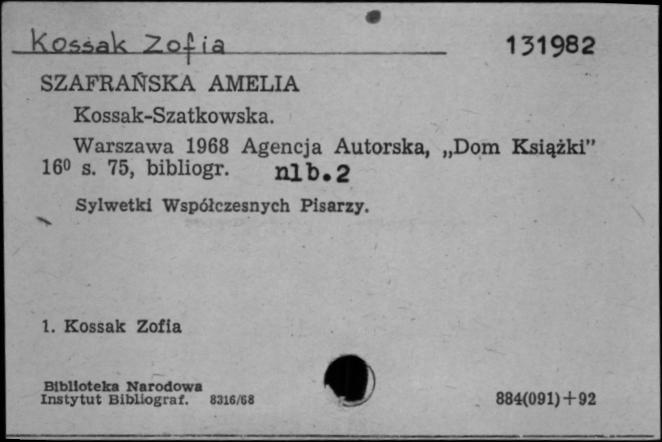 Kossak Zofia 131982
SZAFRAŃSKA AMELIA
Kossak-Szatkowska.
Warszawa 1968 Agencja Autorska, „Dom Książki”
16⁰ s. 75, bibliogr. nlb.2
Sylwetki Współczesnych Pisarzy.
1. Kossak Zofia
Biblioteka Narodowa
Instytut Bibliograf. 8316/68 884(091)+92